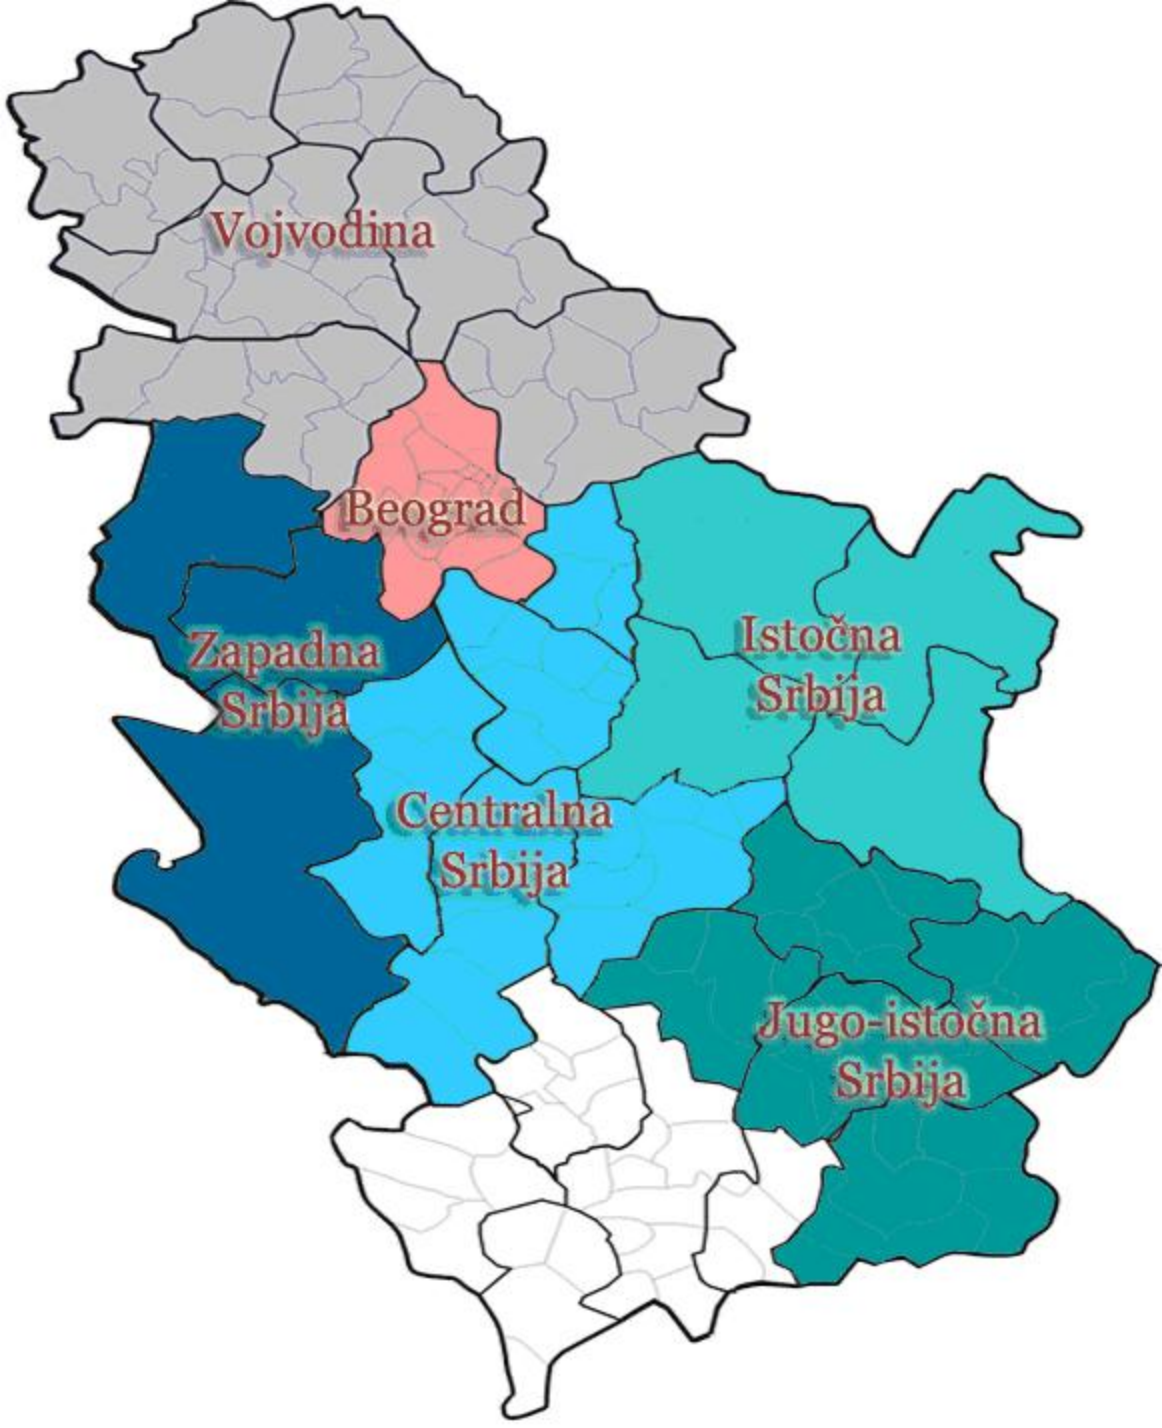 Vojvodina
Beograd
Zapadna
Srbija
Istočna
Srbija
Centralna
Srbija
Jugo-istočna
Srbija